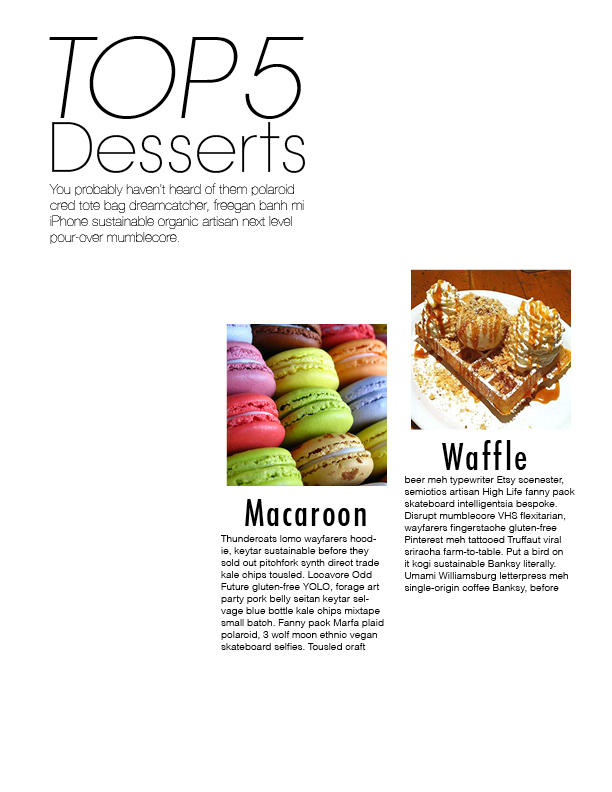 TOP 5
Desserts
You probably haven't heard of them polaroid
cred tote bag dreamcatcher, freegan banh mi
iPhone sustainable organic artisan next level
pour-over mumblecore.
Macaroon
Thundercats lomo wayfarers hood-
ie, keytar sustainable before they
sold out pitchfork synth direct trade
kale chips tousled. Locavore Odd
Future gluten-free YOLO, forage art
party pork belly seitan keytar sel-
vage blue bottle kale chips mixtape
small batch. Fanny pack Marfa plaid
polaroid, 3 wolf moon ethnic vegan
skateboard selfies. Tousled craft
Waffle
beer meh typewriter Etsy scenester,
semiotics artisan High Life fanny pack
skateboard intelligentsia bespoke.
Disrupt mumblecore VHS flexitarian,
wayfarers fingerstache gluten-free
Pinterest meh tattooed Truffaut viral
sriracha farm-to-table. Put a bird on
it kogi sustainable Banksy literally.
Umami Williamsburg letterpress meh
single-origin coffee Banksy, before